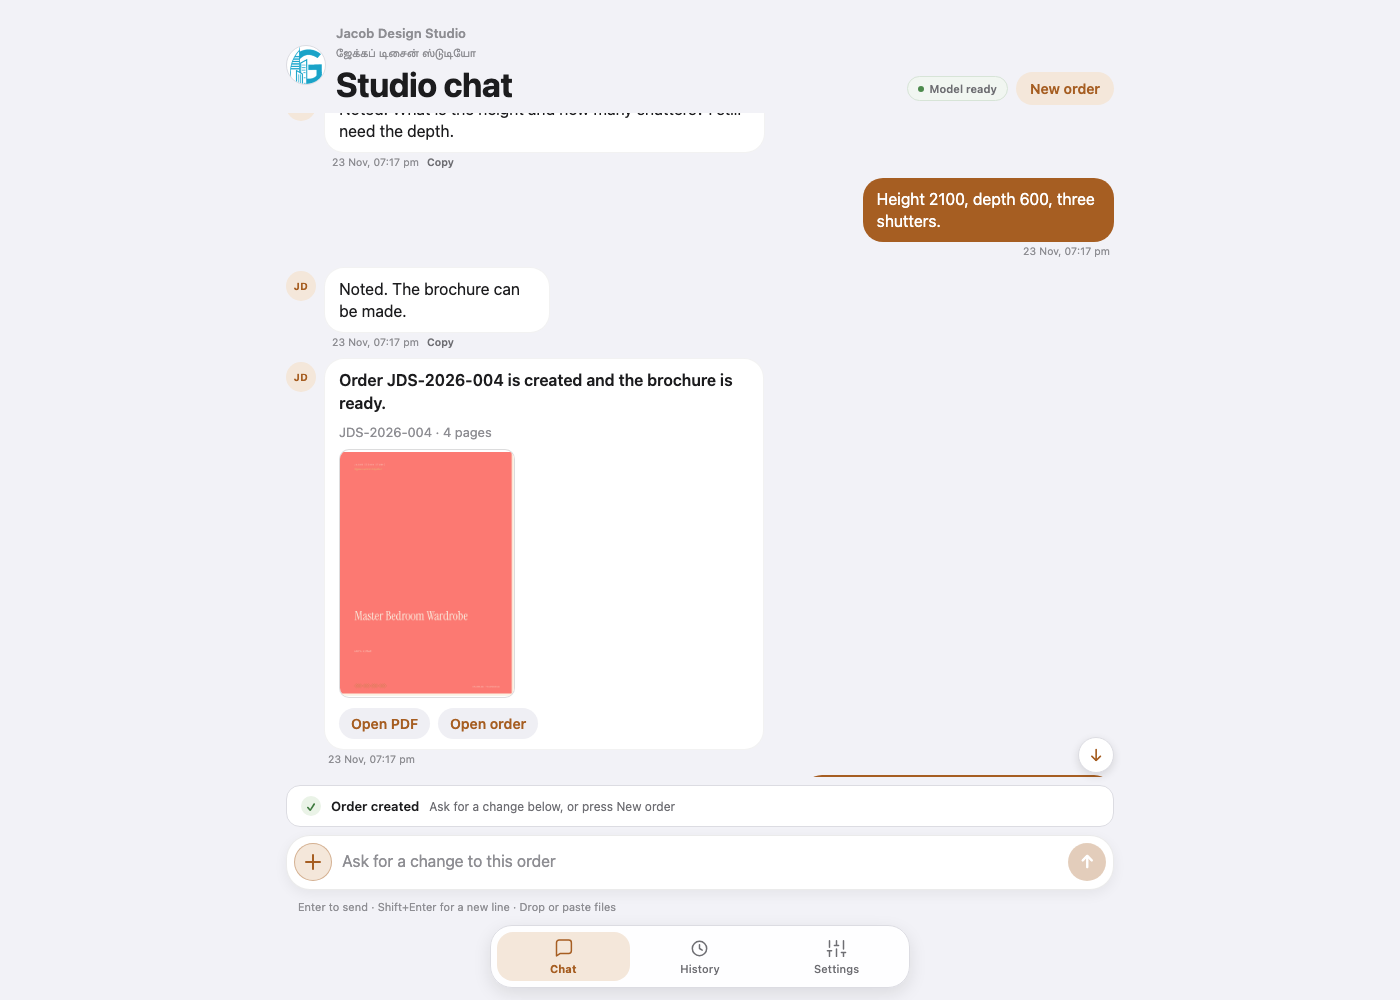 Jacob Design Studio
ஜேக்கப் டிசைன் ஸ்டுடியோ
Studio chat
Model ready
New order
need the depth.
23 Nov, 07:17 pm Copy
Height 2100, depth 600, three
shutters.
23 Nov, 07:17 pm
JD
Noted. The brochure can
be made.
23 Nov, 07:17 pm Copy
JD
Order JDS-2026-004 is created and the brochure is
ready.
JDS-2026-004 · 4 pages
Master Bedroom Wardrobe
Open PDF
Open order
23 Nov, 07:17 pm
Order created Ask for a change below, or press New order
Ask for a change to this order
Enter to send · Shift+Enter for a new line · Drop or paste files
Chat
History
Settings